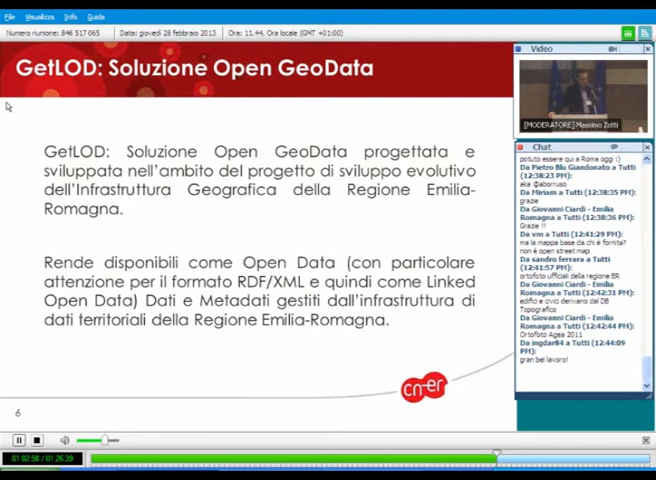 File Visualizza Info Guida
Numero riunione: 846 517 065
Data: giovedì 28 febbraio 2013
Ora: 11.44, Ora locale (GMT +01:00)
GetLOD: Soluzione Open GeoData
GetLOD: Soluzione Open GeoData progettata e
sviluppata nell'ambito del progetto di sviluppo evolutivo
dell'Infrastruttura Geografica della Regione Emilia-
Romagna.
Rende disponibili come Open Data (con particolare
attenzione per il formato RDF/XML e quindi come Linked
Open Data) Dati e Metadati gestiti dall'infrastruttura di
dati territoriali della Regione Emilia-Romagna.
cn-er
6
Video
[MODERATORE] Massimo Zotti
Chat
potuto essere qui a Roma oggi :)
Da Pietro Blu Giandonato a Tutti
(12:38:23 PM):
aka @aborruso
Da Miriam a Tutti (12:38:35 PM):
grazie
Da Giovanni Ciardi - Emilia
Romagna a Tutti (12:38:36 PM):
Grazie !!
Da vm a Tutti (12:41:29 PM):
ma la mappa base da chi è fornita?
non è open street map
Da sandro ferrara a Tutti
(12:41:57 PM):
ortofoto ufficiali della regione ER
Da Giovanni Ciardi - Emilia
Romagna a Tutti (12:42:31 PM):
edifici e civici derivano dal DB
Topografico
Da Giovanni Ciardi - Emilia
Romagna a Tutti (12:42:44 PM):
Ortofoto Agea 2011
Da ingdar84 a Tutti (12:44:09
PM):
gran bel lavoro!
01:02:58 / 01:26:39